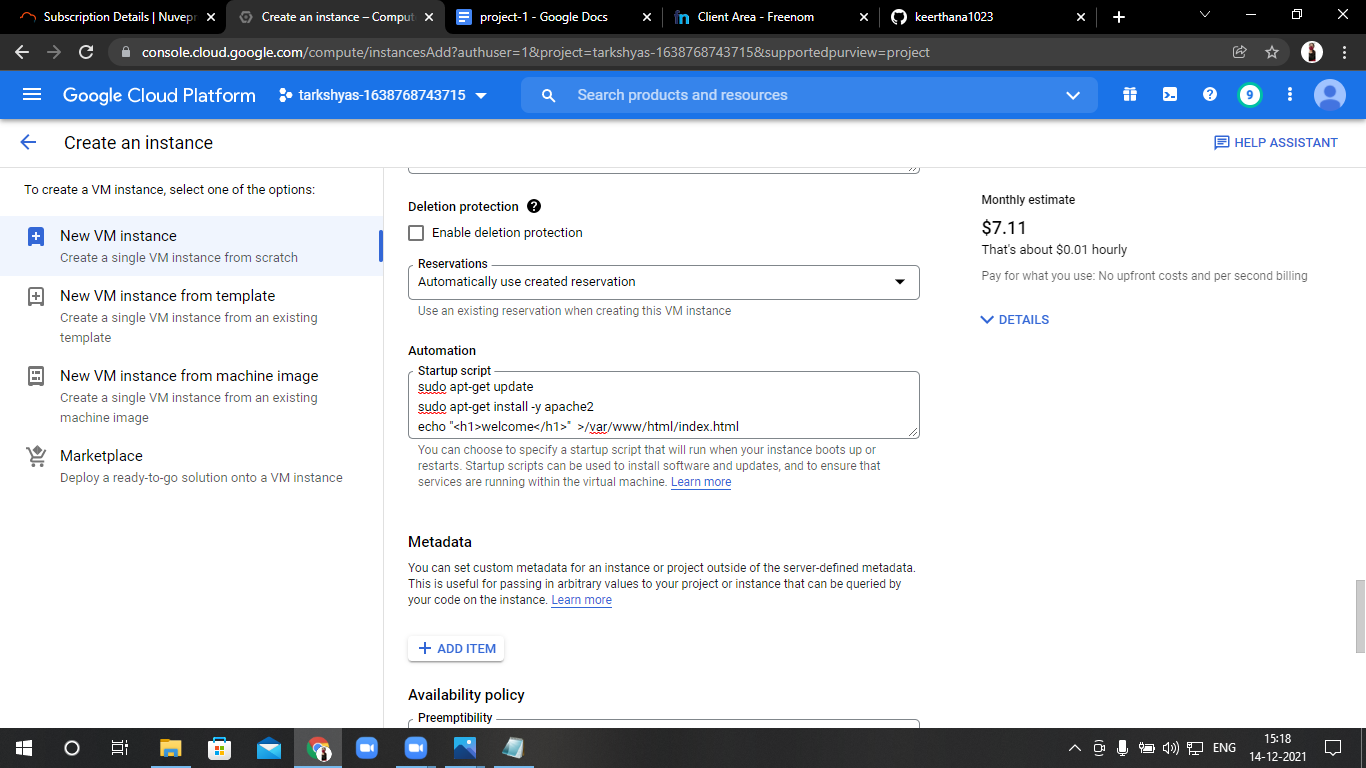 Subscription Details | Nuvepr
Create an instance – Comput
project-1 - Google Docs
in Client Area - Freenom
keerthana1023
console.cloud.google.com/compute/instancesAdd?authuser=1&project=tarkshyas-1638768743715&supportedpurview=project
Google Cloud Platform
tarkshyas-1638768743715
Search products and resources
9
Create an instance
HELP ASSISTANT
To create a VM instance, select one of the options:
New VM instance
Create a single VM instance from scratch
New VM instance from template
Create a single VM instance from an existing
template
New VM instance from machine image
Create a single VM instance from an existing
machine image
Marketplace
Deploy a ready-to-go solution onto a VM instance
Deletion protection
Enable deletion protection
Reservations
Automatically use created reservation
Use an existing reservation when creating this VM instance
Automation
Startup script
sudo apt-get update
sudo apt-get install -y apache2
echo "<h1>welcome</h1>" >/var/www/html/index.html
You can choose to specify a startup script that will run when your instance boots up or
restarts. Startup scripts can be used to install software and updates, and to ensure that
services are running within the virtual machine. Learn more
Metadata
You can set custom metadata for an instance or project outside of the server-defined metadata.
This is useful for passing in arbitrary values to your project or instance that can be queried by
your code on the instance. Learn more
+ ADD ITEM
Availability policy
Preemptibility
Monthly estimate
$7.11
That's about $0.01 hourly
Pay for what you use: No upfront costs and per second billing
DETAILS
ENG
15:18
14-12-2021